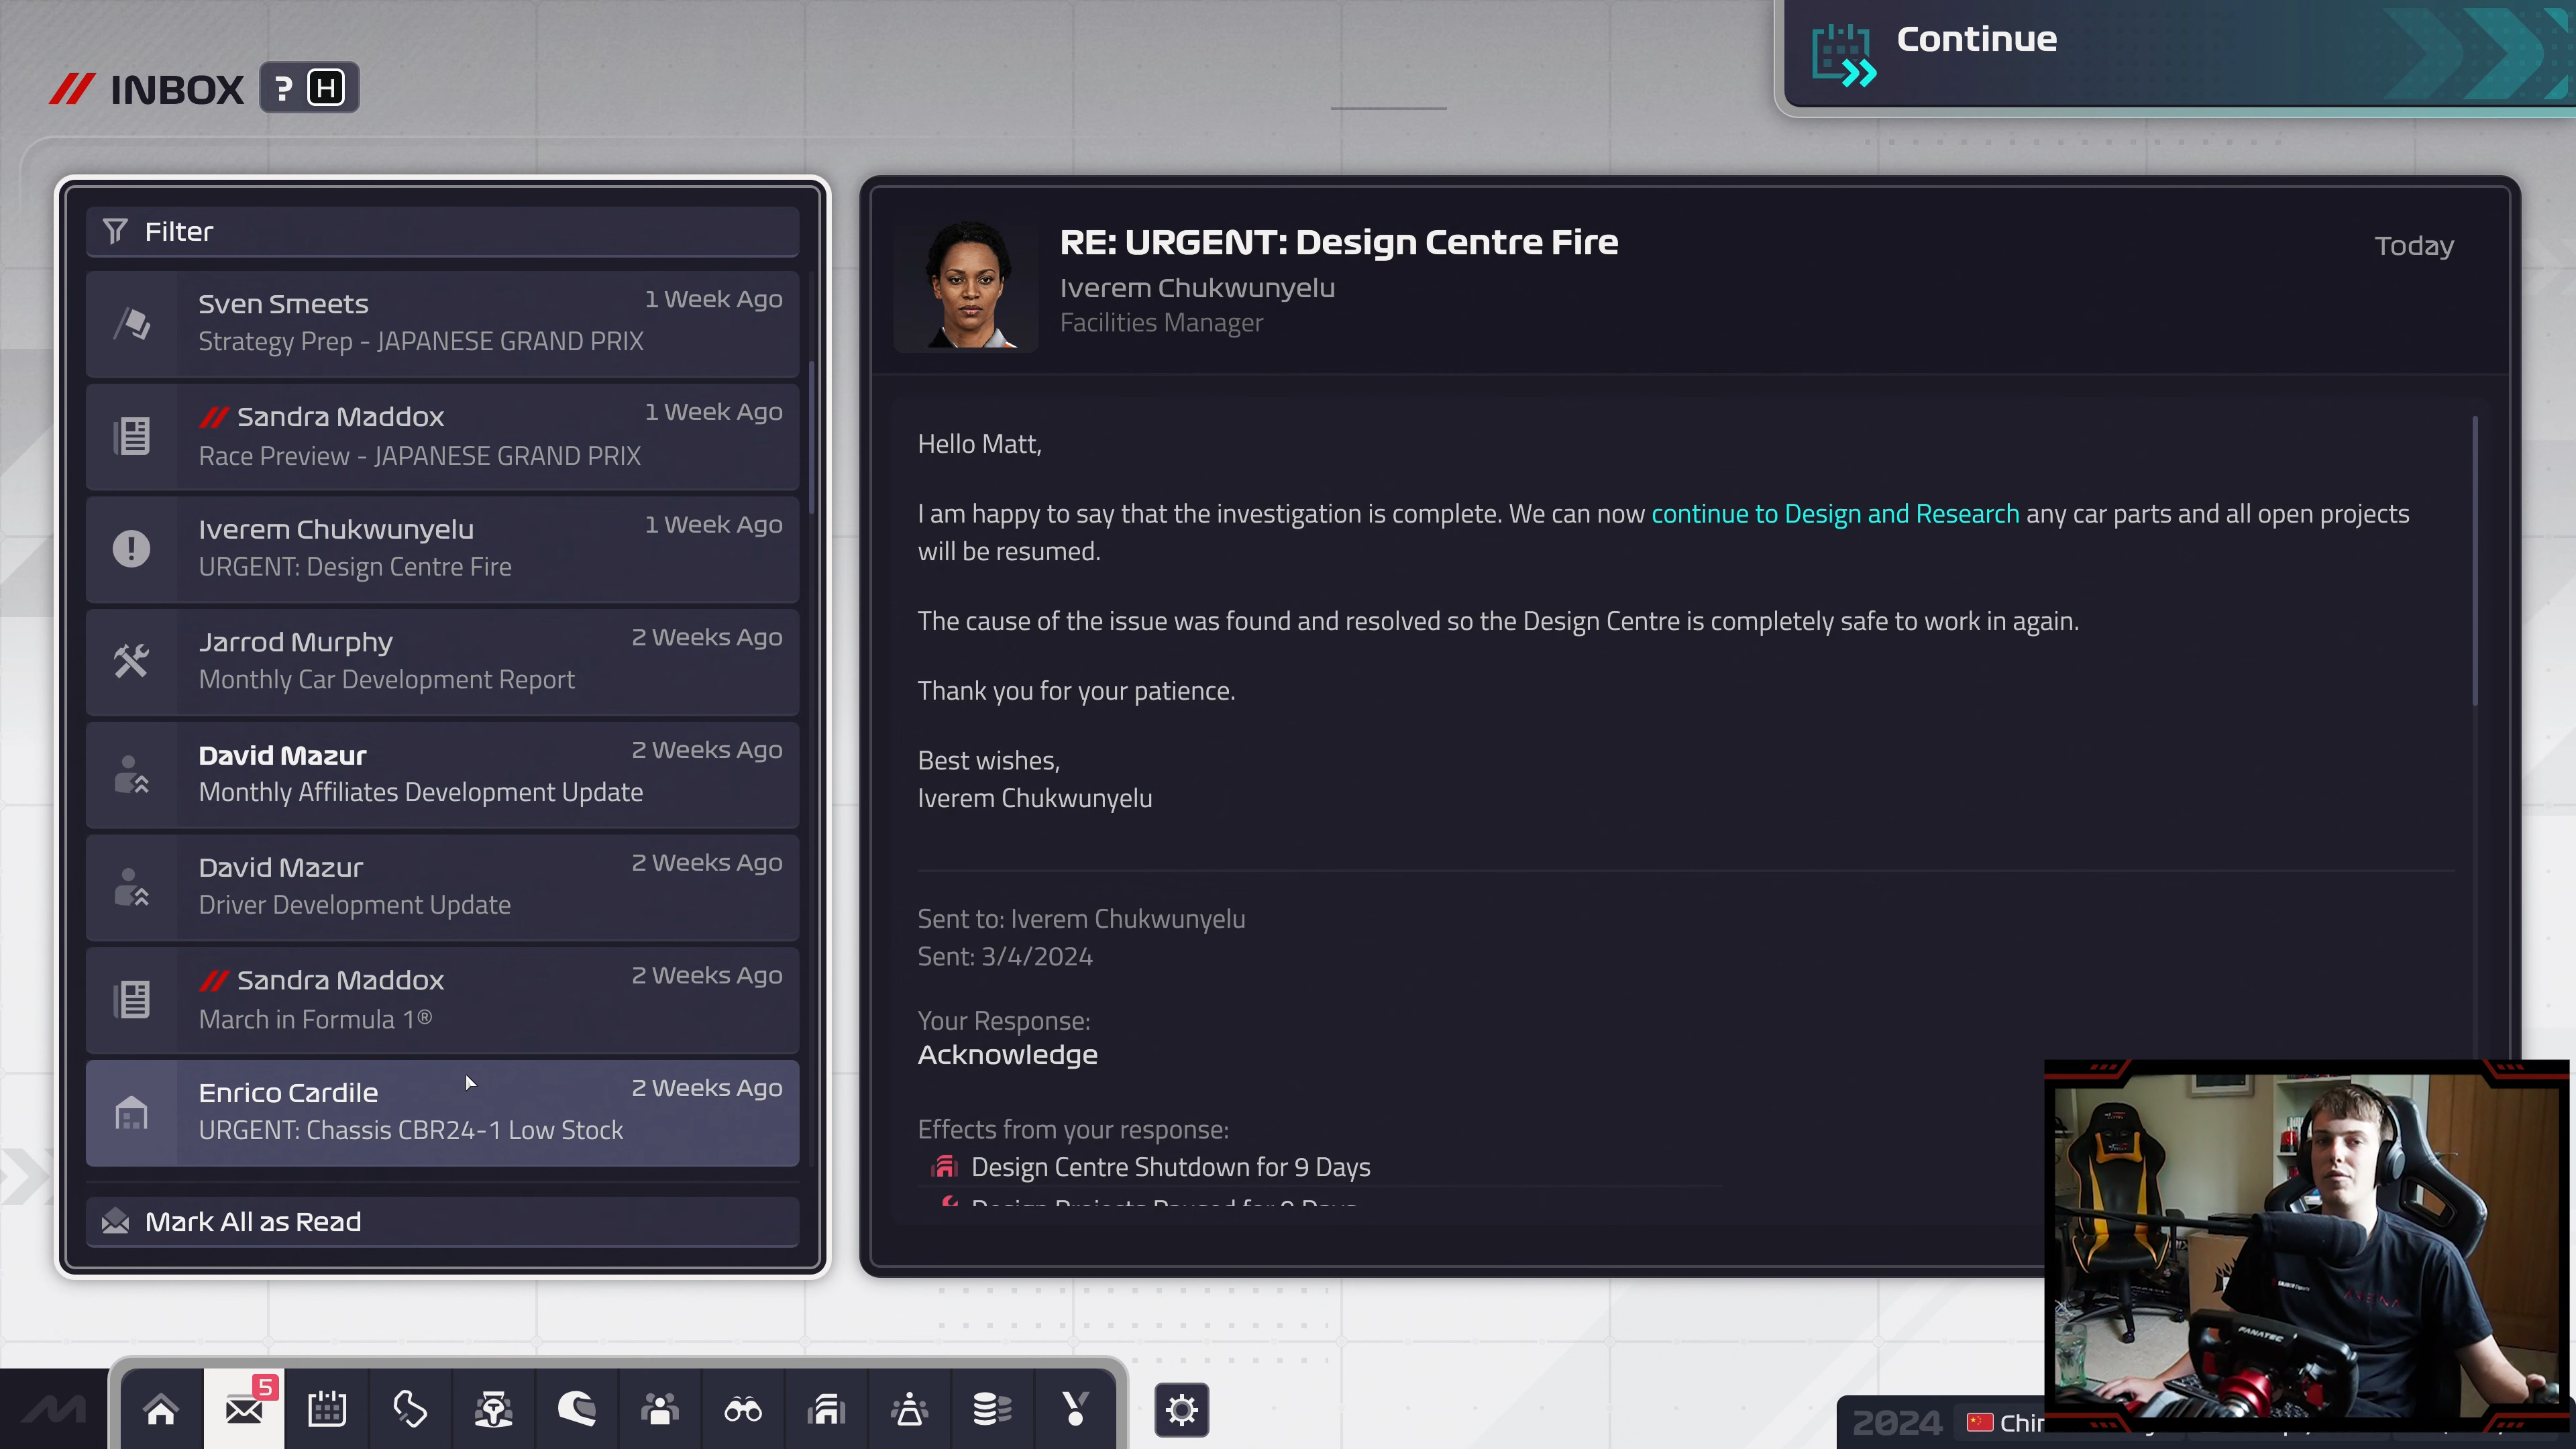 INBOX ? H
Continue
Filter
Sven Smeets 1 Week Ago
Strategy Prep - JAPANESE GRAND PRIX
Sandra Maddox 1 Week Ago
Race Preview - JAPANESE GRAND PRIX
Iverem Chukwunyelu 1 Week Ago
URGENT: Design Centre Fire
Jarrod Murphy 2 Weeks Ago
Monthly Car Development Report
David Mazur 2 Weeks Ago
Monthly Affiliates Development Update
David Mazur 2 Weeks Ago
Driver Development Update
Sandra Maddox 2 Weeks Ago
March in Formula 1®
Enrico Cardile 2 Weeks Ago
URGENT: Chassis CBR24-1 Low Stock
Mark All as Read
RE: URGENT: Design Centre Fire Today
Iverem Chukwunyelu
Facilities Manager
Hello Matt,
I am happy to say that the investigation is complete. We can now continue to Design and Research any car parts and all open projects
will be resumed.
The cause of the issue was found and resolved so the Design Centre is completely safe to work in again.
Thank you for your patience.
Best wishes,
Iverem Chukwunyelu
Sent to: Iverem Chukwunyelu
Sent: 3/4/2024
Your Response:
Acknowledge
Effects from your response:
Design Centre Shutdown for 9 Days
Design Projects Paused for 9 Days
FANATEC
5
2024